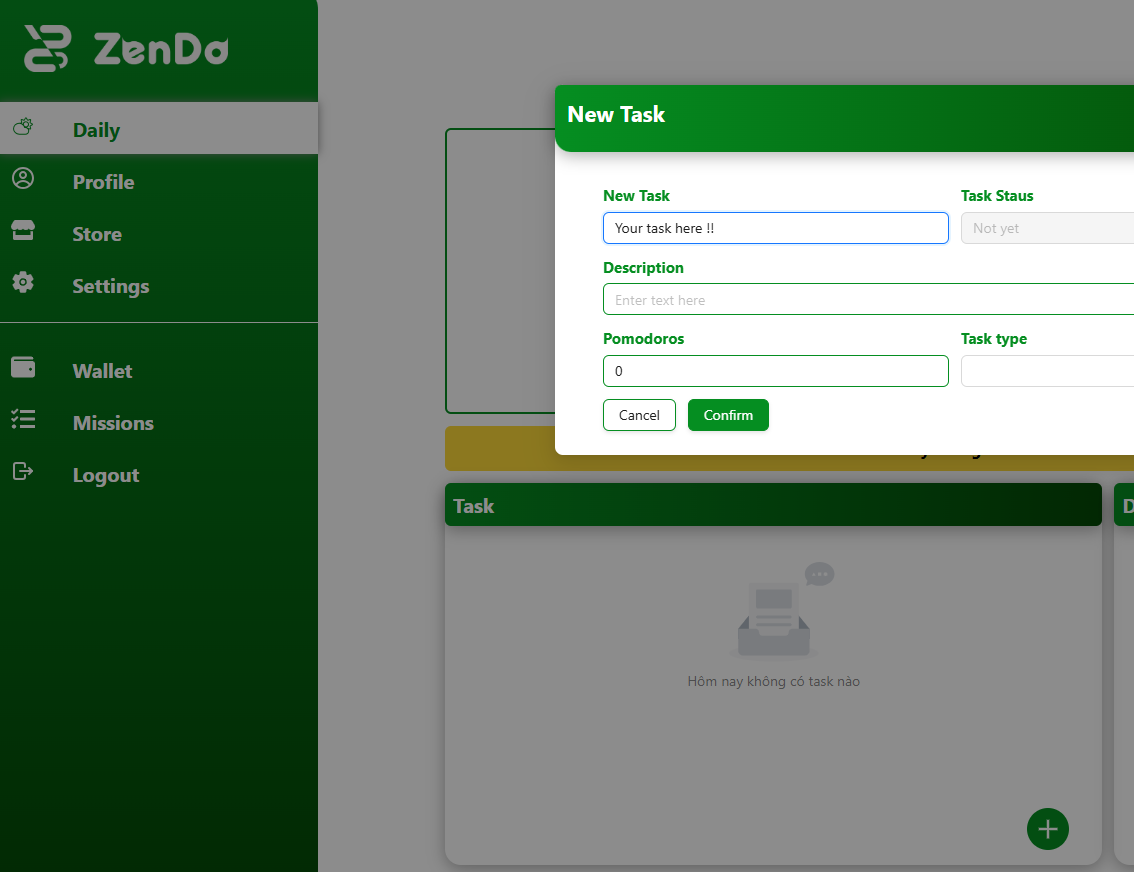 ZenDo
Daily
Profile
Store
Settings
Wallet
Missions
Logout
New Task
New Task
Task Staus
Your task here !!
Not yet
Description
Enter text here
Pomodoros
Task type
0
Cancel
Confirm
Task
D
Hôm nay không có task nào